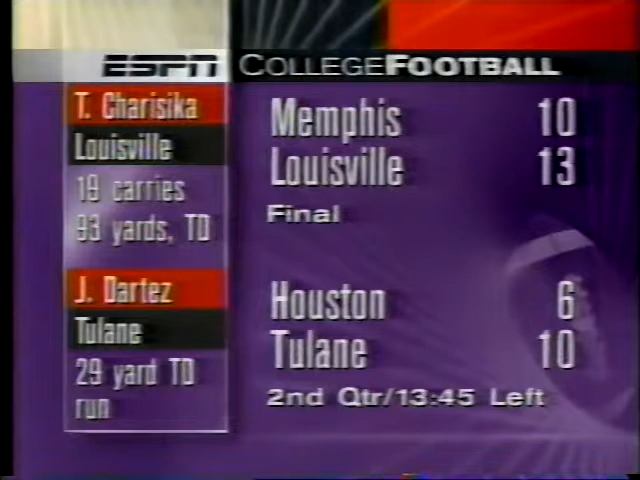 ESPN COLLEGEFOOTBALL
T. Charisika
Louisville
19 carries
93 yards, TD
J. Dartez
Tulane
29 yard TD
run
Memphis 10
Louisville 13
Final
Houston 6
Tulane 10
2nd Qtr/13:45 Left